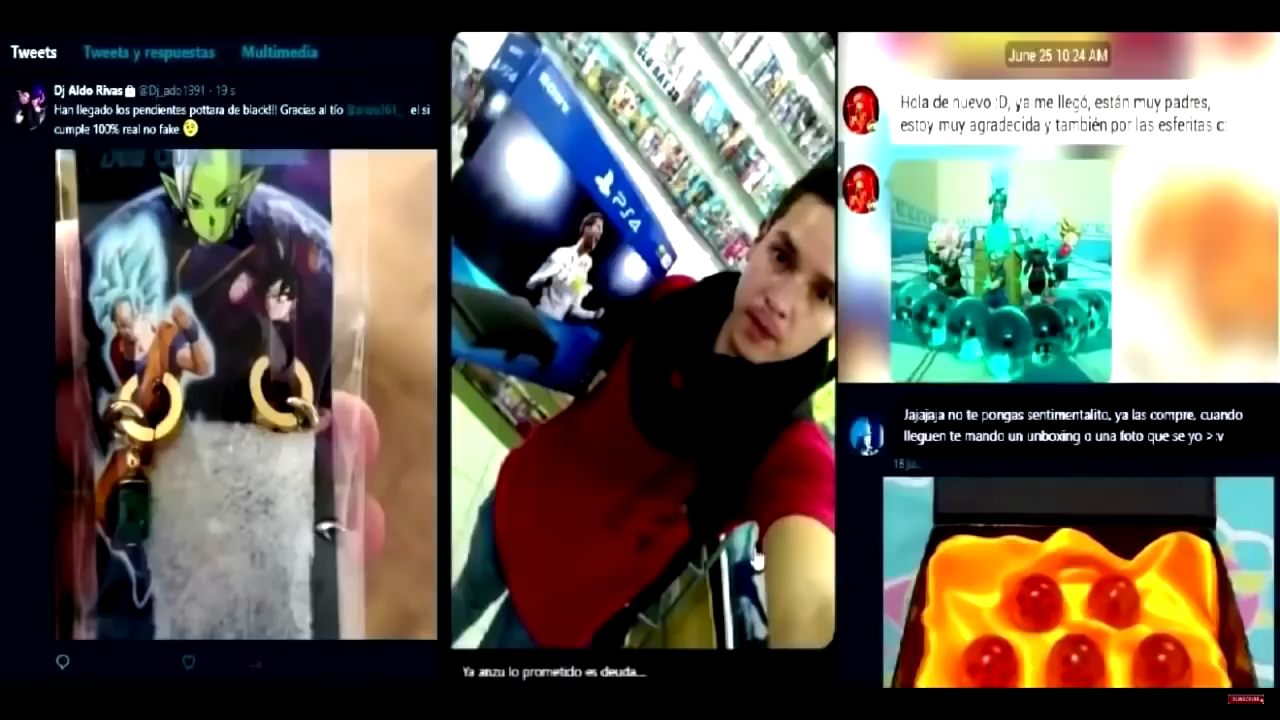 Tweets Tweets y respuestas Multimedia
Dj Aldo Rivas @Dj_ado1991 · 19 s
Han llegado los pendientes pottara de black!!! Gracias al tío el si
cumple 100% real no fake
PS4
Ya anzu lo prometido es deuda....
June 25 10:24 AM
Hola de nuevo :D, ya me llegó, están muy padres,
estoy muy agradecida y también por las esferitas c:
Jajajaja no te pongas sentimentalito, ya las compre, cuando
lleguen te mando un unboxing o una foto que se yo > :v
SUBSCRIBE